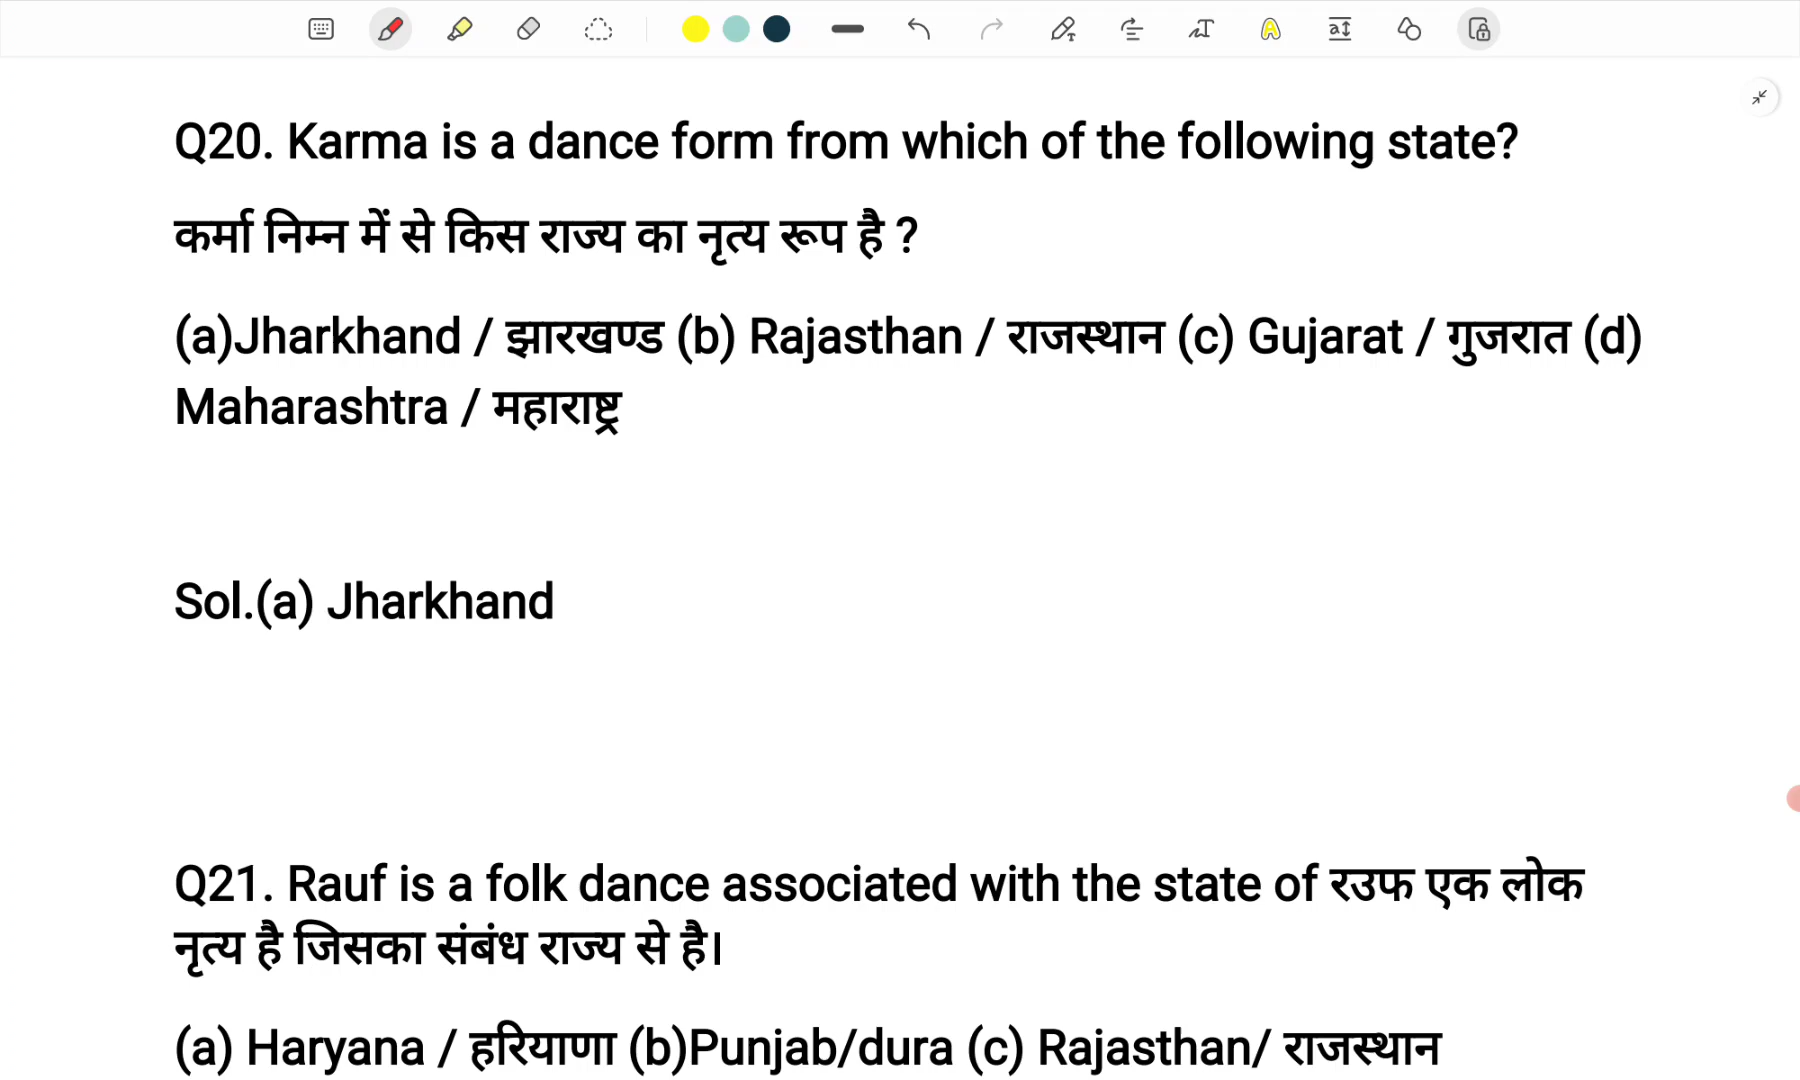 Q20. Karma is a dance form from which of the following state?
कर्मा निम्न में से किस राज्य का नृत्य रूप है ?
(a)Jharkhand / झारखण्ड (b) Rajasthan / राजस्थान (c) Gujarat / गुजरात (d)
Maharashtra / महाराष्ट्र
Sol.(a) Jharkhand
Q21. Rauf is a folk dance associated with the state of रउफ एक लोक
नृत्य है जिसका संबंध राज्य से है।
(a) Haryana / हरियाणा (b)Punjab/dura (c) Rajasthan/ राजस्थान